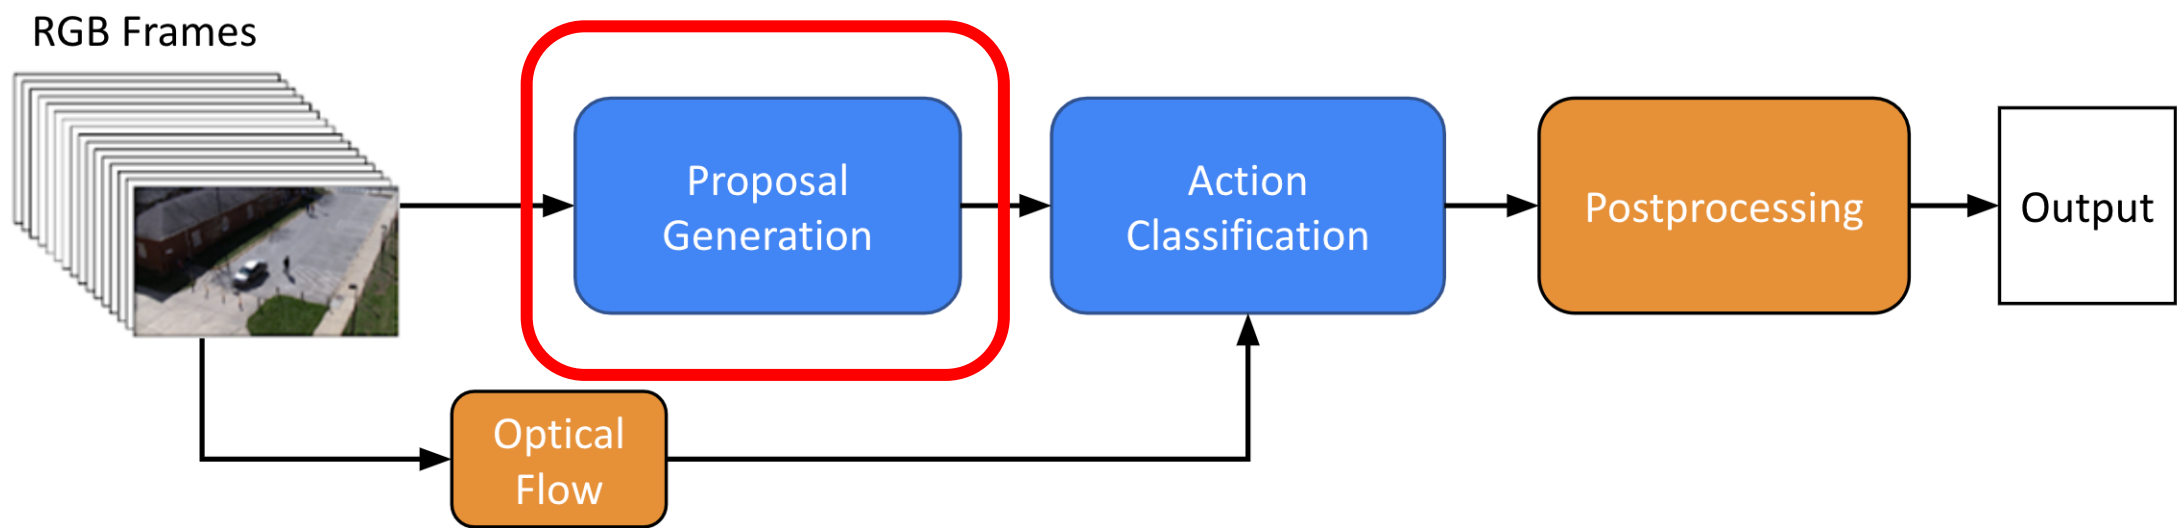 RGB Frames
Proposal
Generation
Action
Classification
Postprocessing
Output
Optical
Flow